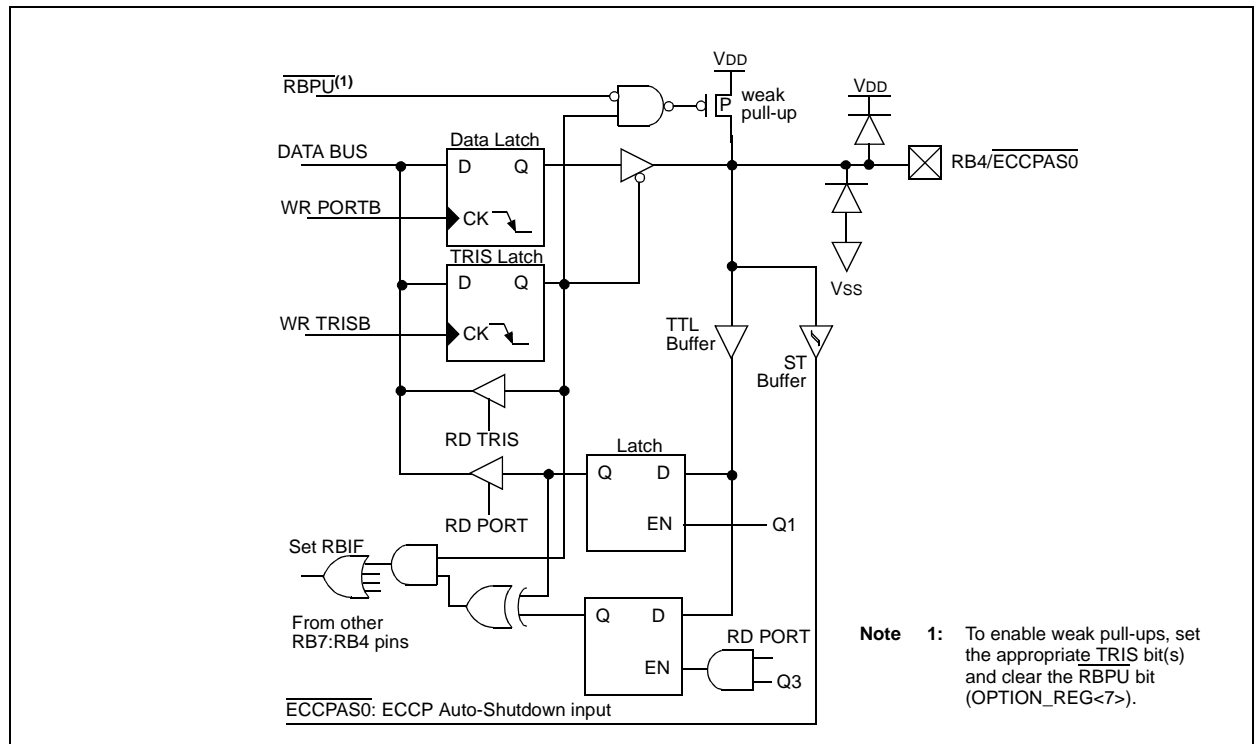 VDD
RBPU(1)
P
weak
pull-up
VDD
DATA BUS
Data Latch
D
Q
RB4/ECCPAS0
WR PORTB
CK
TRIS Latch
D
Q
VSS
WR TRISB
CK
TTL
Buffer
ST
Buffer
RD TRIS
Latch
Q
D
RD PORT
EN
Q1
Set RBIF
From other
RB7:RB4 pins
Q
D
RD PORT
EN
Q3
Note 1: To enable weak pull-ups, set
the appropriate TRIS bit(s)
and clear the RBPU bit
(OPTION_REG<7>).
ECCPAS0: ECCP Auto-Shutdown input